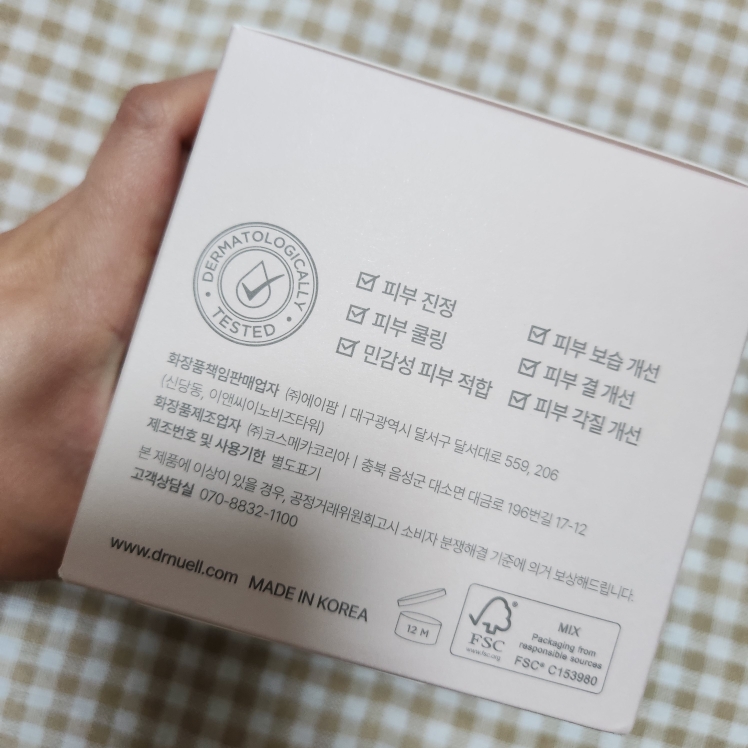 DERMATOLOGICALLY
TESTED
피부 진정
피부 쿨링
민감성 피부 적합
피부 보습 개선
피부 결 개선
피부 각질 개선
화장품책임판매업자 ㈜에이팜 | 대구광역시 달서구 달서대로 559, 206
(신당동, 이앤씨이노비즈타워)
화장품제조업자 ㈜코스메카코리아 | 충북 음성군 대소면 대금로 196번길 17-12
제조번호 및 사용기한 별도표기
본 제품에 이상이 있을 경우, 공정거래위원회고시 소비자 분쟁해결 기준에 의거 보상해드립니다.
고객상담실 070-8832-1100
www.drnuell.com MADE IN KOREA
12 M
FSC
www.fsc.org
MIX
Packaging from
responsible sources
FSC® C153980